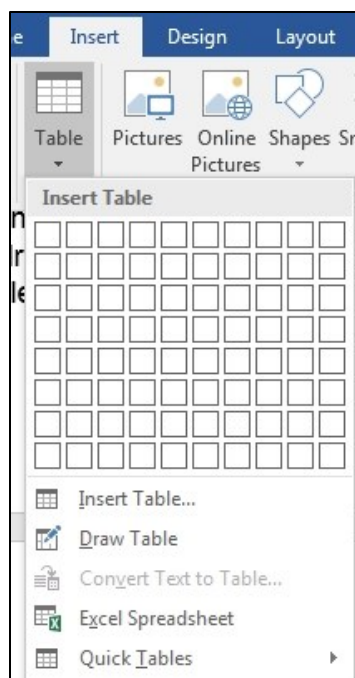 Insert Design Layout
Table Pictures Online Shapes
Pictures
Insert Table
Insert Table...
Draw Table
Convert Text to Table...
Excel Spreadsheet
Quick Tables